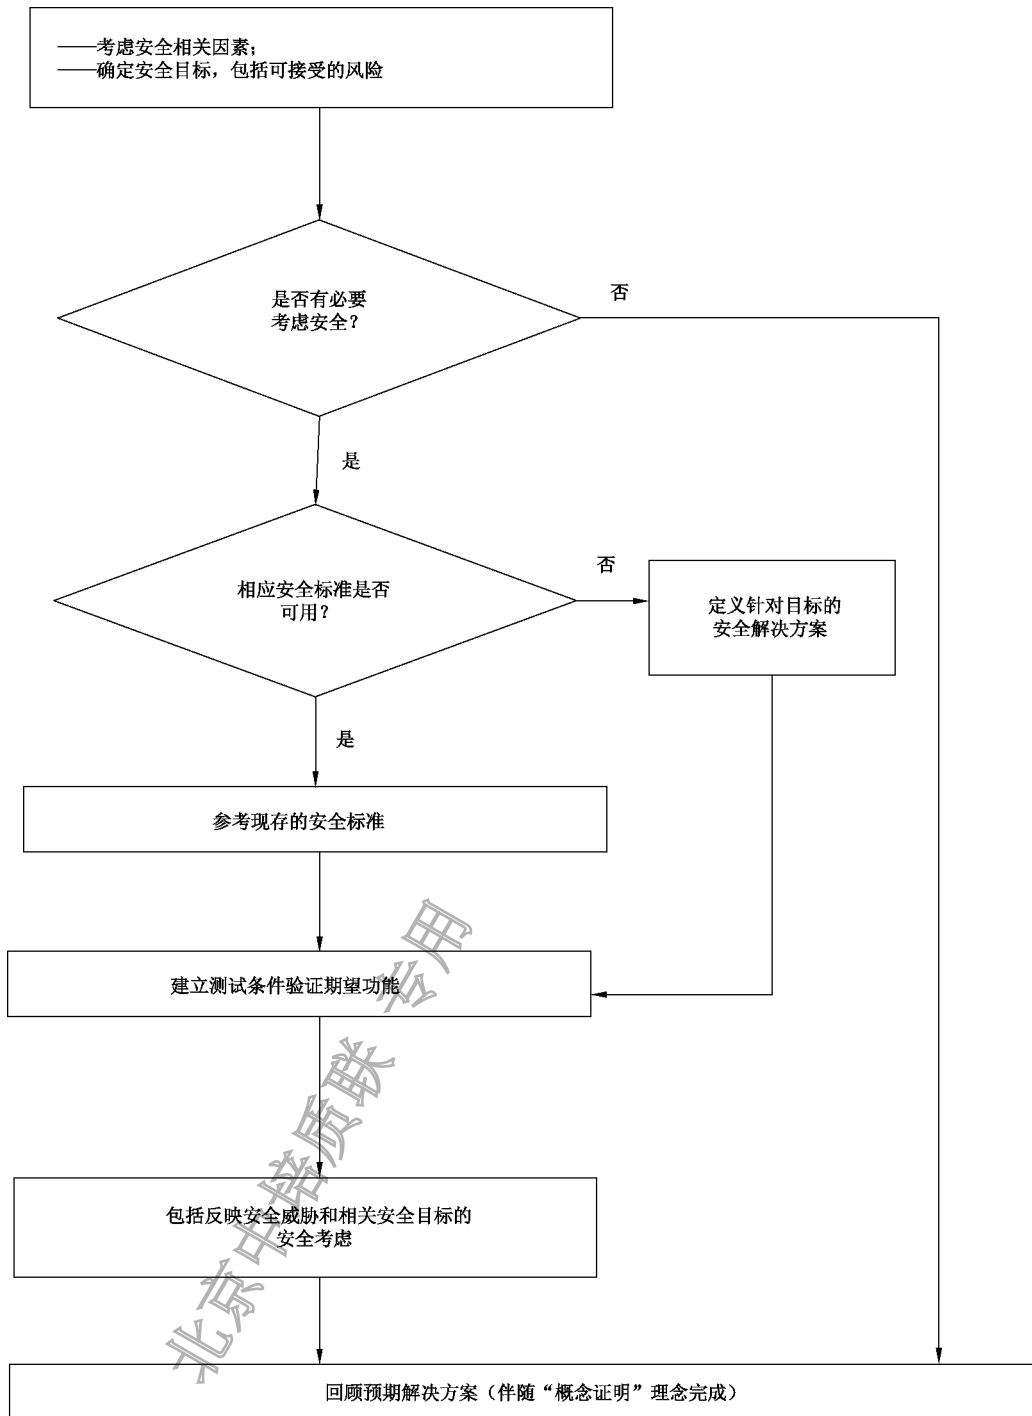 ——考虑安全相关因素;
——确定安全目标，包括可接受的风险
是否有必要
考虑安全?
否
是
相应安全标准是否
可用?
否
定义针对目标的
安全解决方案
是
参考现存的安全标准
建立测试条件验证期望功能
包括反映安全威胁和相关安全目标的
安全考虑
回顾预期解决方案(伴随“概念证明”理念完成)
北京中培质联 专用